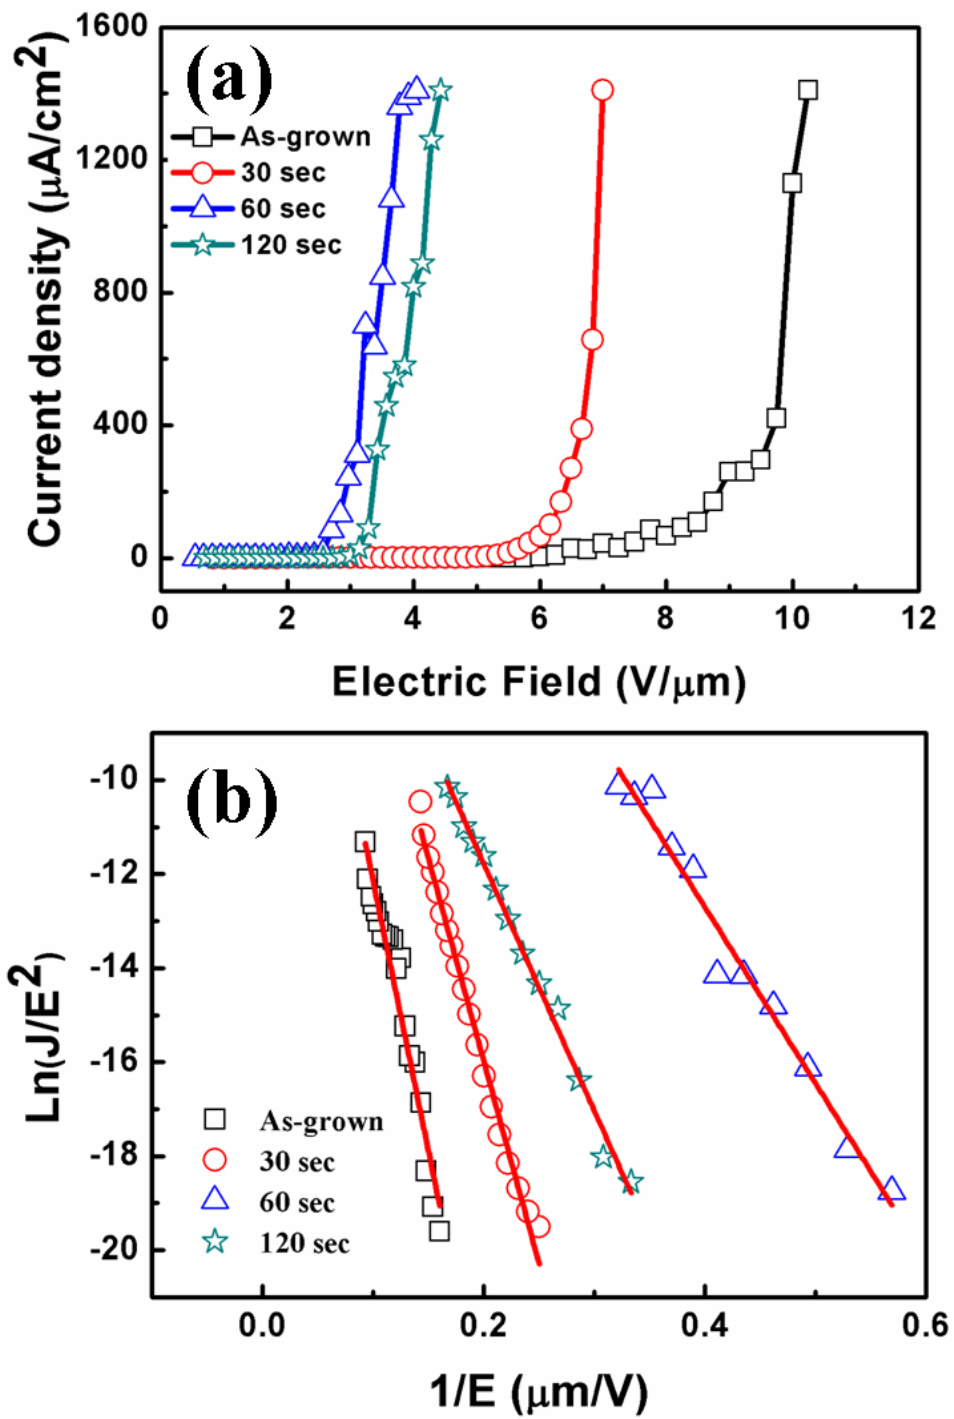 (a)
1600
1200
800
400
0
Current density (μA/cm²)
As-grown
30 sec
60 sec
120 sec
0 2 4 6 8 10 12
Electric Field (V/μm)
(b)
-10
-12
-14
-16
-18
-20
Ln(J/E²)
As-grown
30 sec
60 sec
120 sec
0.0 0.2 0.4 0.6
1/E (μm/V)